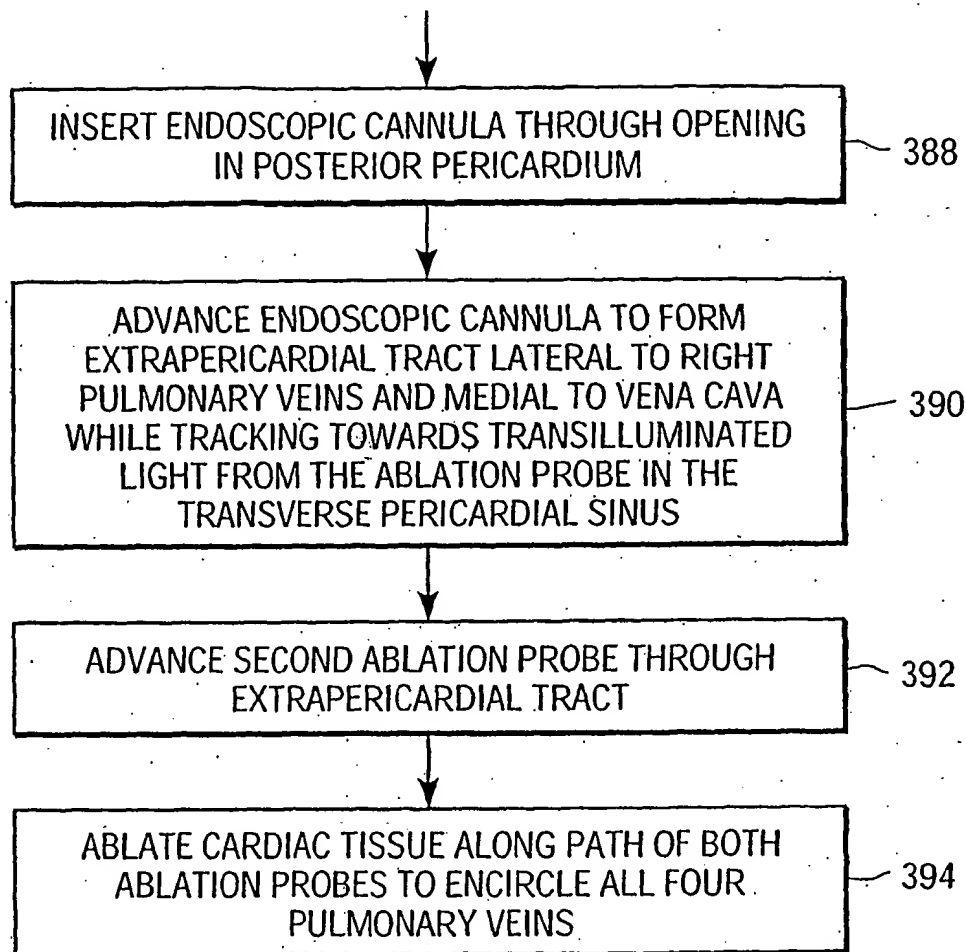 INSERT ENDOSCOPIC CANNULA THROUGH OPENING
IN POSTERIOR PERICARDIUM
388
ADVANCE ENDOSCOPIC CANNULA TO FORM
EXTRAPERICARDIAL TRACT LATERAL TO RIGHT
PULMONARY VEINS AND MEDIAL TO VENA CAVA
WHILE TRACKING TOWARDS TRANSILLUMINATED
LIGHT FROM THE ABLATION PROBE IN THE
TRANSVERSE PERICARDIAL SINUS
390
ADVANCE SECOND ABLATION PROBE THROUGH
EXTRAPERICARDIAL TRACT
392
ABLATE CARDIAC TISSUE ALONG PATH OF BOTH
ABLATION PROBES TO ENCIRCLE ALL FOUR
PULMONARY VEINS
394